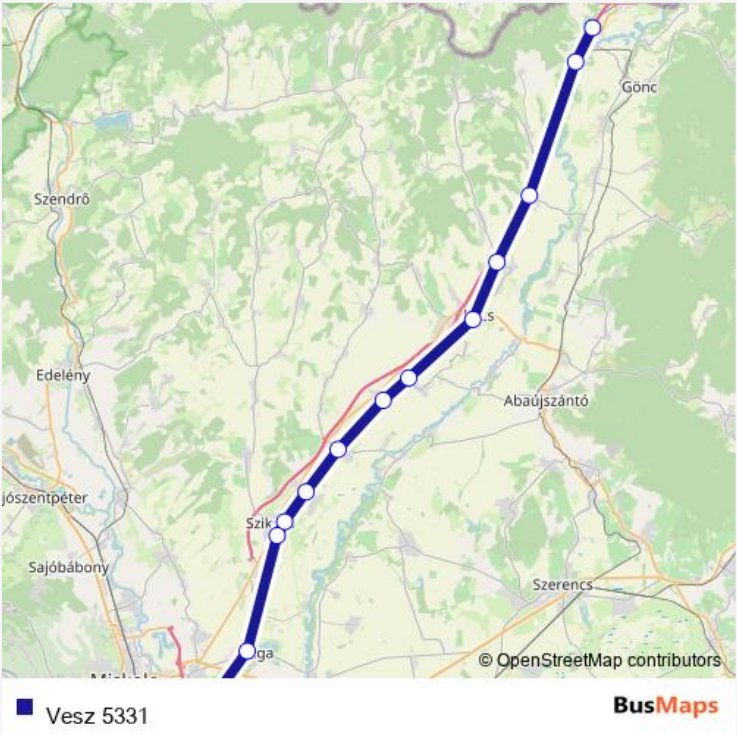 Gönc
Szendrő
Edelény
Abaújszántó
jószentpéter
Szik
Sajóbábony
Szerencs
ga
© OpenStreetMap contributors
Vesz 5331
BusMaps